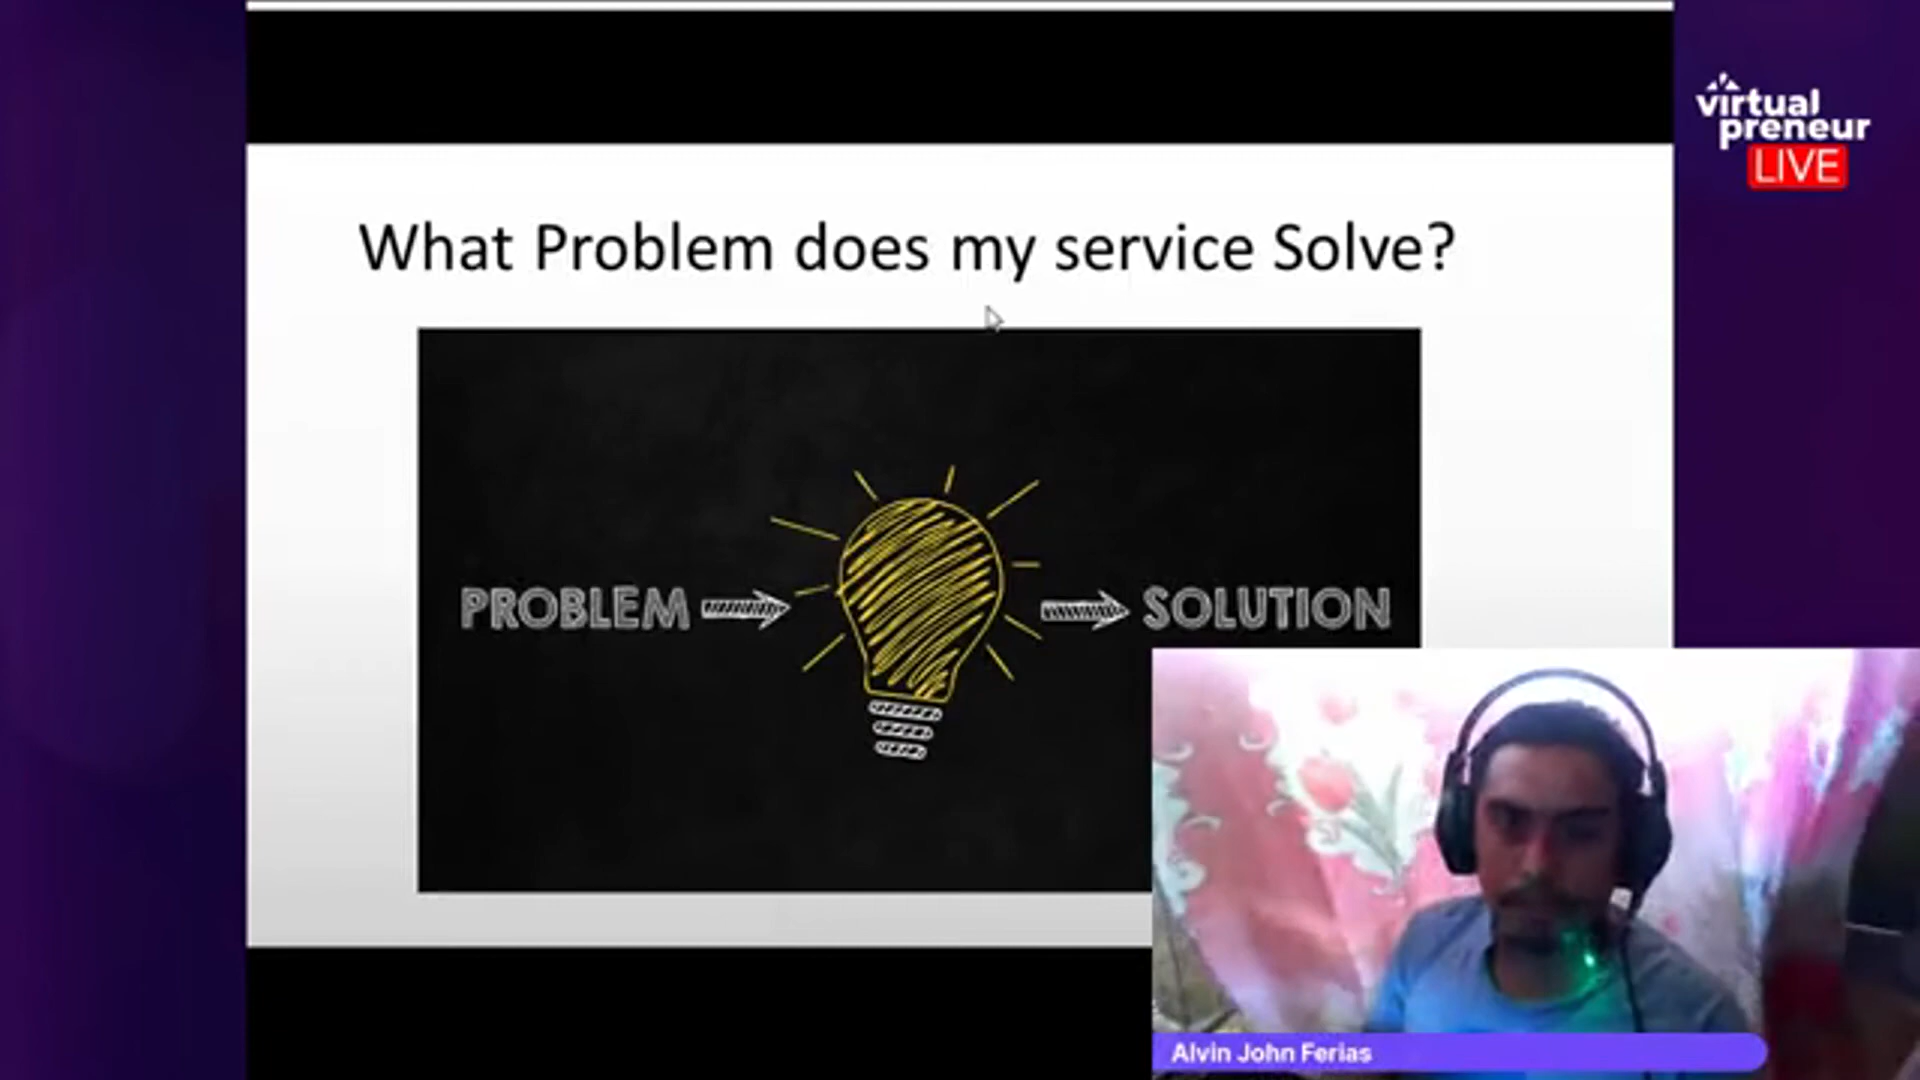 virtual
preneur
LIVE
What Problem does my service Solve?
PROBLEM
SOLUTION
Alvin John Ferias